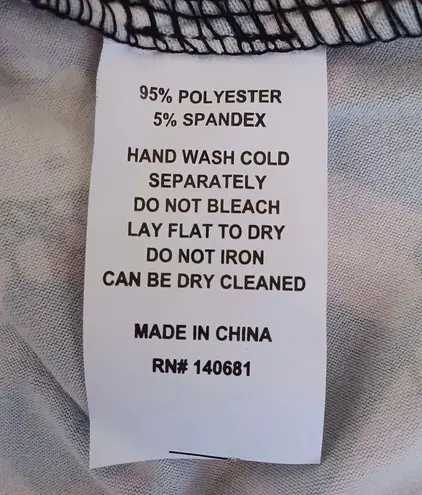 95% POLYESTER
5% SPANDEX
HAND WASH COLD
SEPARATELY
DO NOT BLEACH
LAY FLAT TO DRY
DO NOT IRON
CAN BE DRY CLEANED
MADE IN CHINA
RN# 140681